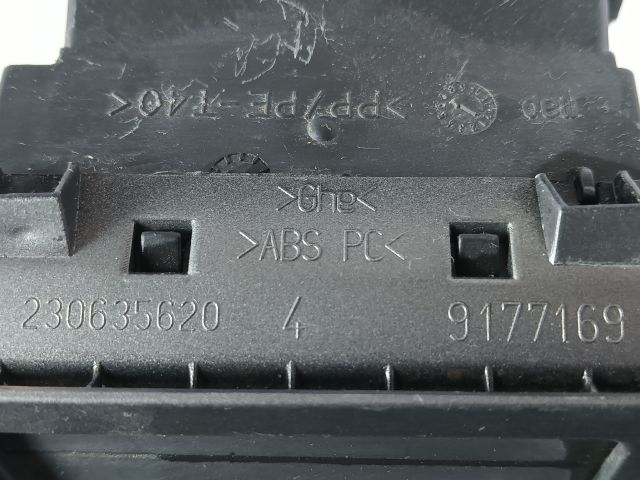 >PP/PE-T40<
>Ghe<
>ABS PC<
230635620 4 9177169